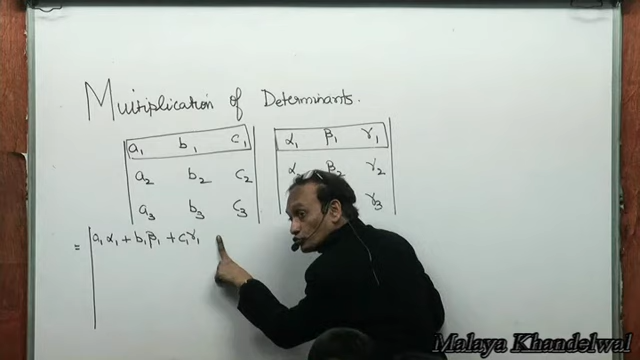 Multiplication of Determinants.
a₁ b₁ c₁ α₁ β₁ γ₁
a₂ b₂ c₂ α β₂ γ₂
a₃ b₃ c₃ γ₃
= a₁α₁ + b₁β₁ + c₁γ₁
Malaya Khandelwal